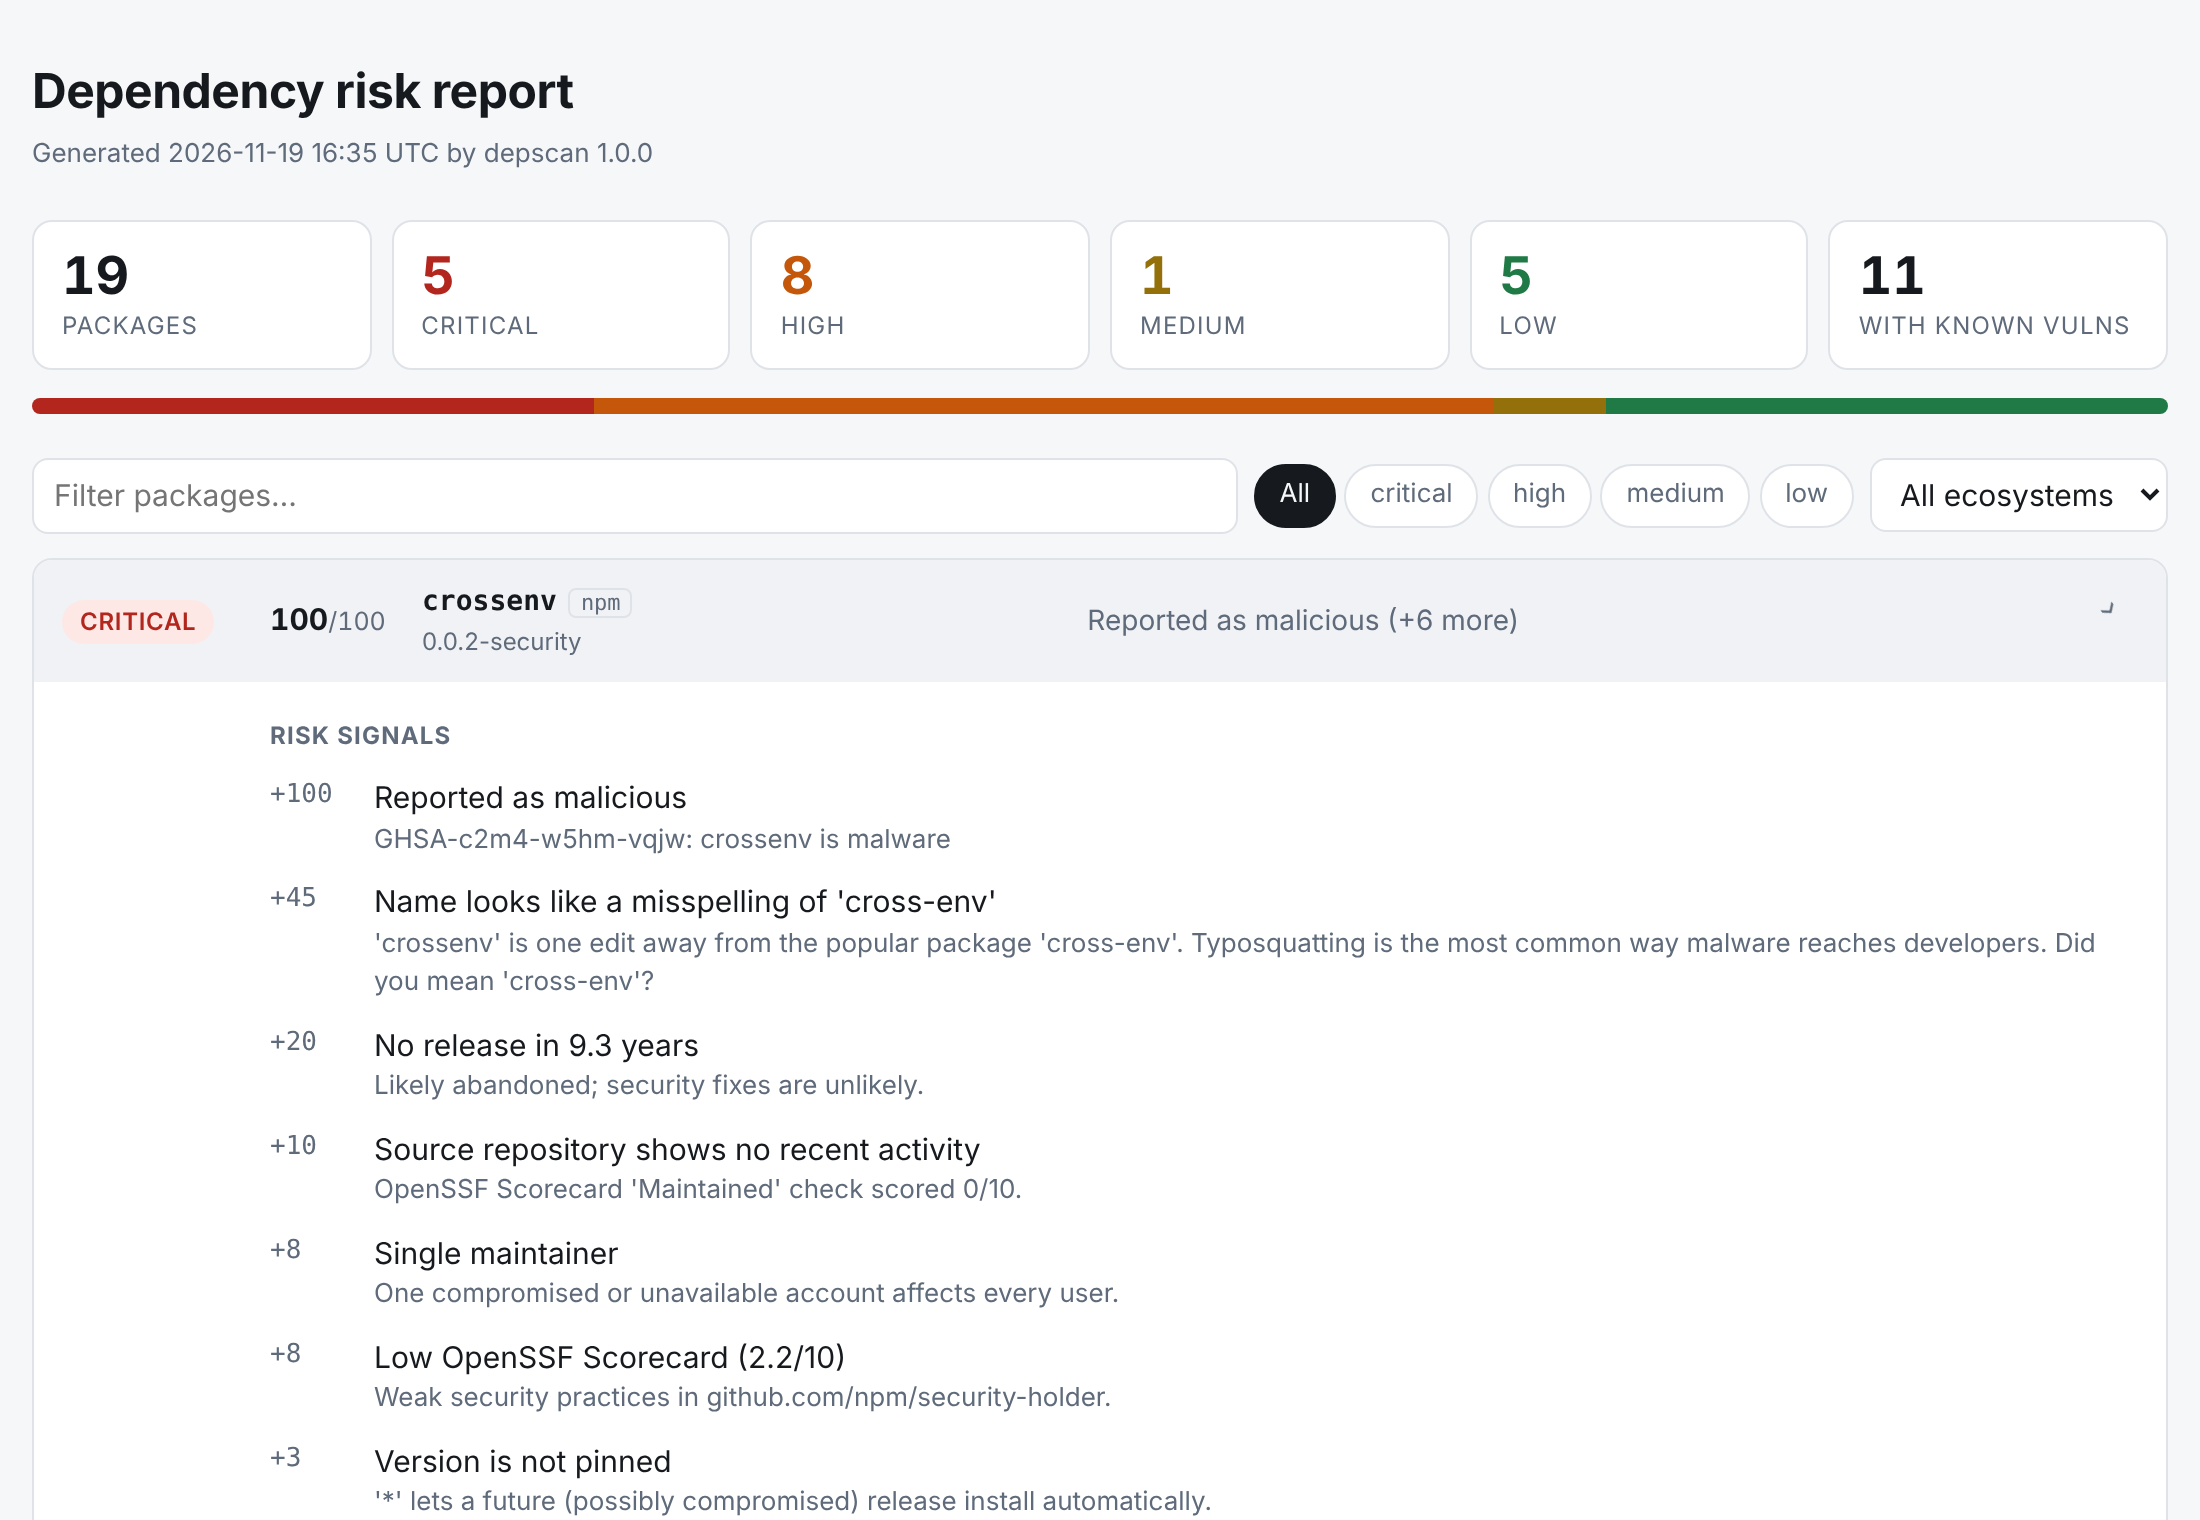 Dependency risk report
Generated 2026-11-19 16:35 UTC by depscan 1.0.0
19
PACKAGES
5
CRITICAL
8
HIGH
1
MEDIUM
5
LOW
11
WITH KNOWN VULNS
Filter packages...
All
critical
high
medium
low
All ecosystems
CRITICAL
100/100
crossenv npm
0.0.2-security
Reported as malicious (+6 more)
RISK SIGNALS
+100 Reported as malicious
GHSA-c2m4-w5hm-vqjw: crossenv is malware
+45 Name looks like a misspelling of 'cross-env'
'crossenv' is one edit away from the popular package 'cross-env'. Typosquatting is the most common way malware reaches developers. Did
you mean 'cross-env'?
+20 No release in 9.3 years
Likely abandoned; security fixes are unlikely.
+10 Source repository shows no recent activity
OpenSSF Scorecard 'Maintained' check scored 0/10.
+8 Single maintainer
One compromised or unavailable account affects every user.
+8 Low OpenSSF Scorecard (2.2/10)
Weak security practices in github.com/npm/security-holder.
+3 Version is not pinned
'*' lets a future (possibly compromised) release install automatically.